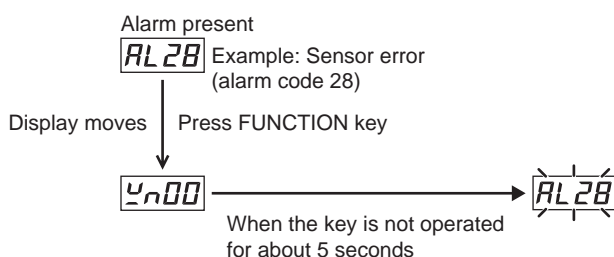 Alarm present
AL28
Example: Sensor error
(alarm code 28)
Display moves
Press FUNCTION key
Yn00
AL28
When the key is not operated
for about 5 seconds